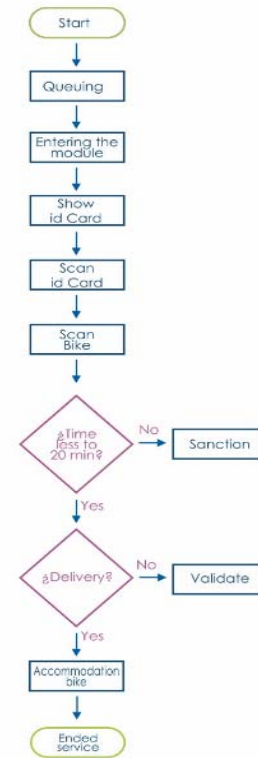 Start
Queuing
Entering the
module
Show
id Card
Scan
id Card
Scan
Bike
¿Time
less to
20 min?
No
Sanction
Yes
¿Delivery?
No
Validate
Yes
Accommodation
bike
Ended
service